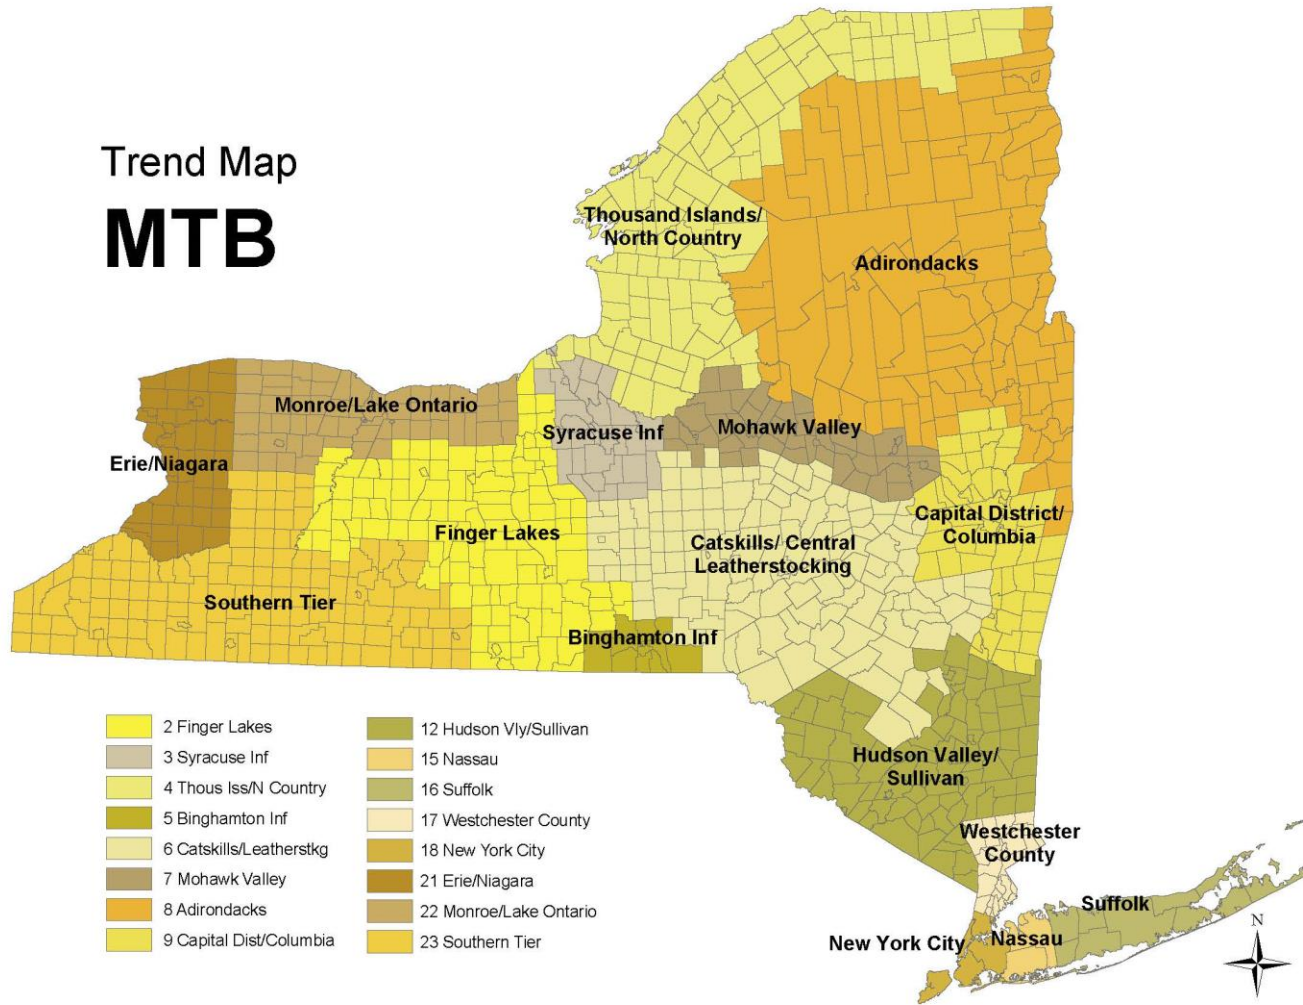 Trend Map
MTB
Thousand Islands/
North Country
Adirondacks
Monroe/Lake Ontario
Mohawk Valley
Syracuse Inf
Erie/Niagara
Capital District/
Columbia
Finger Lakes
Catskills/ Central
Leatherstocking
Southern Tier
Binghamton Inf
Hudson Valley/
Sullivan
Westchester
County
Suffolk
New York City
Nassau
N
2 Finger Lakes
3 Syracuse Inf
4 Thous Iss/N Country
5 Binghamton Inf
6 Catskills/Leatherstkg
7 Mohawk Valley
8 Adirondacks
9 Capital Dist/Columbia
12 Hudson Vly/Sullivan
15 Nassau
16 Suffolk
17 Westchester County
18 New York City
21 Erie/Niagara
22 Monroe/Lake Ontario
23 Southern Tier